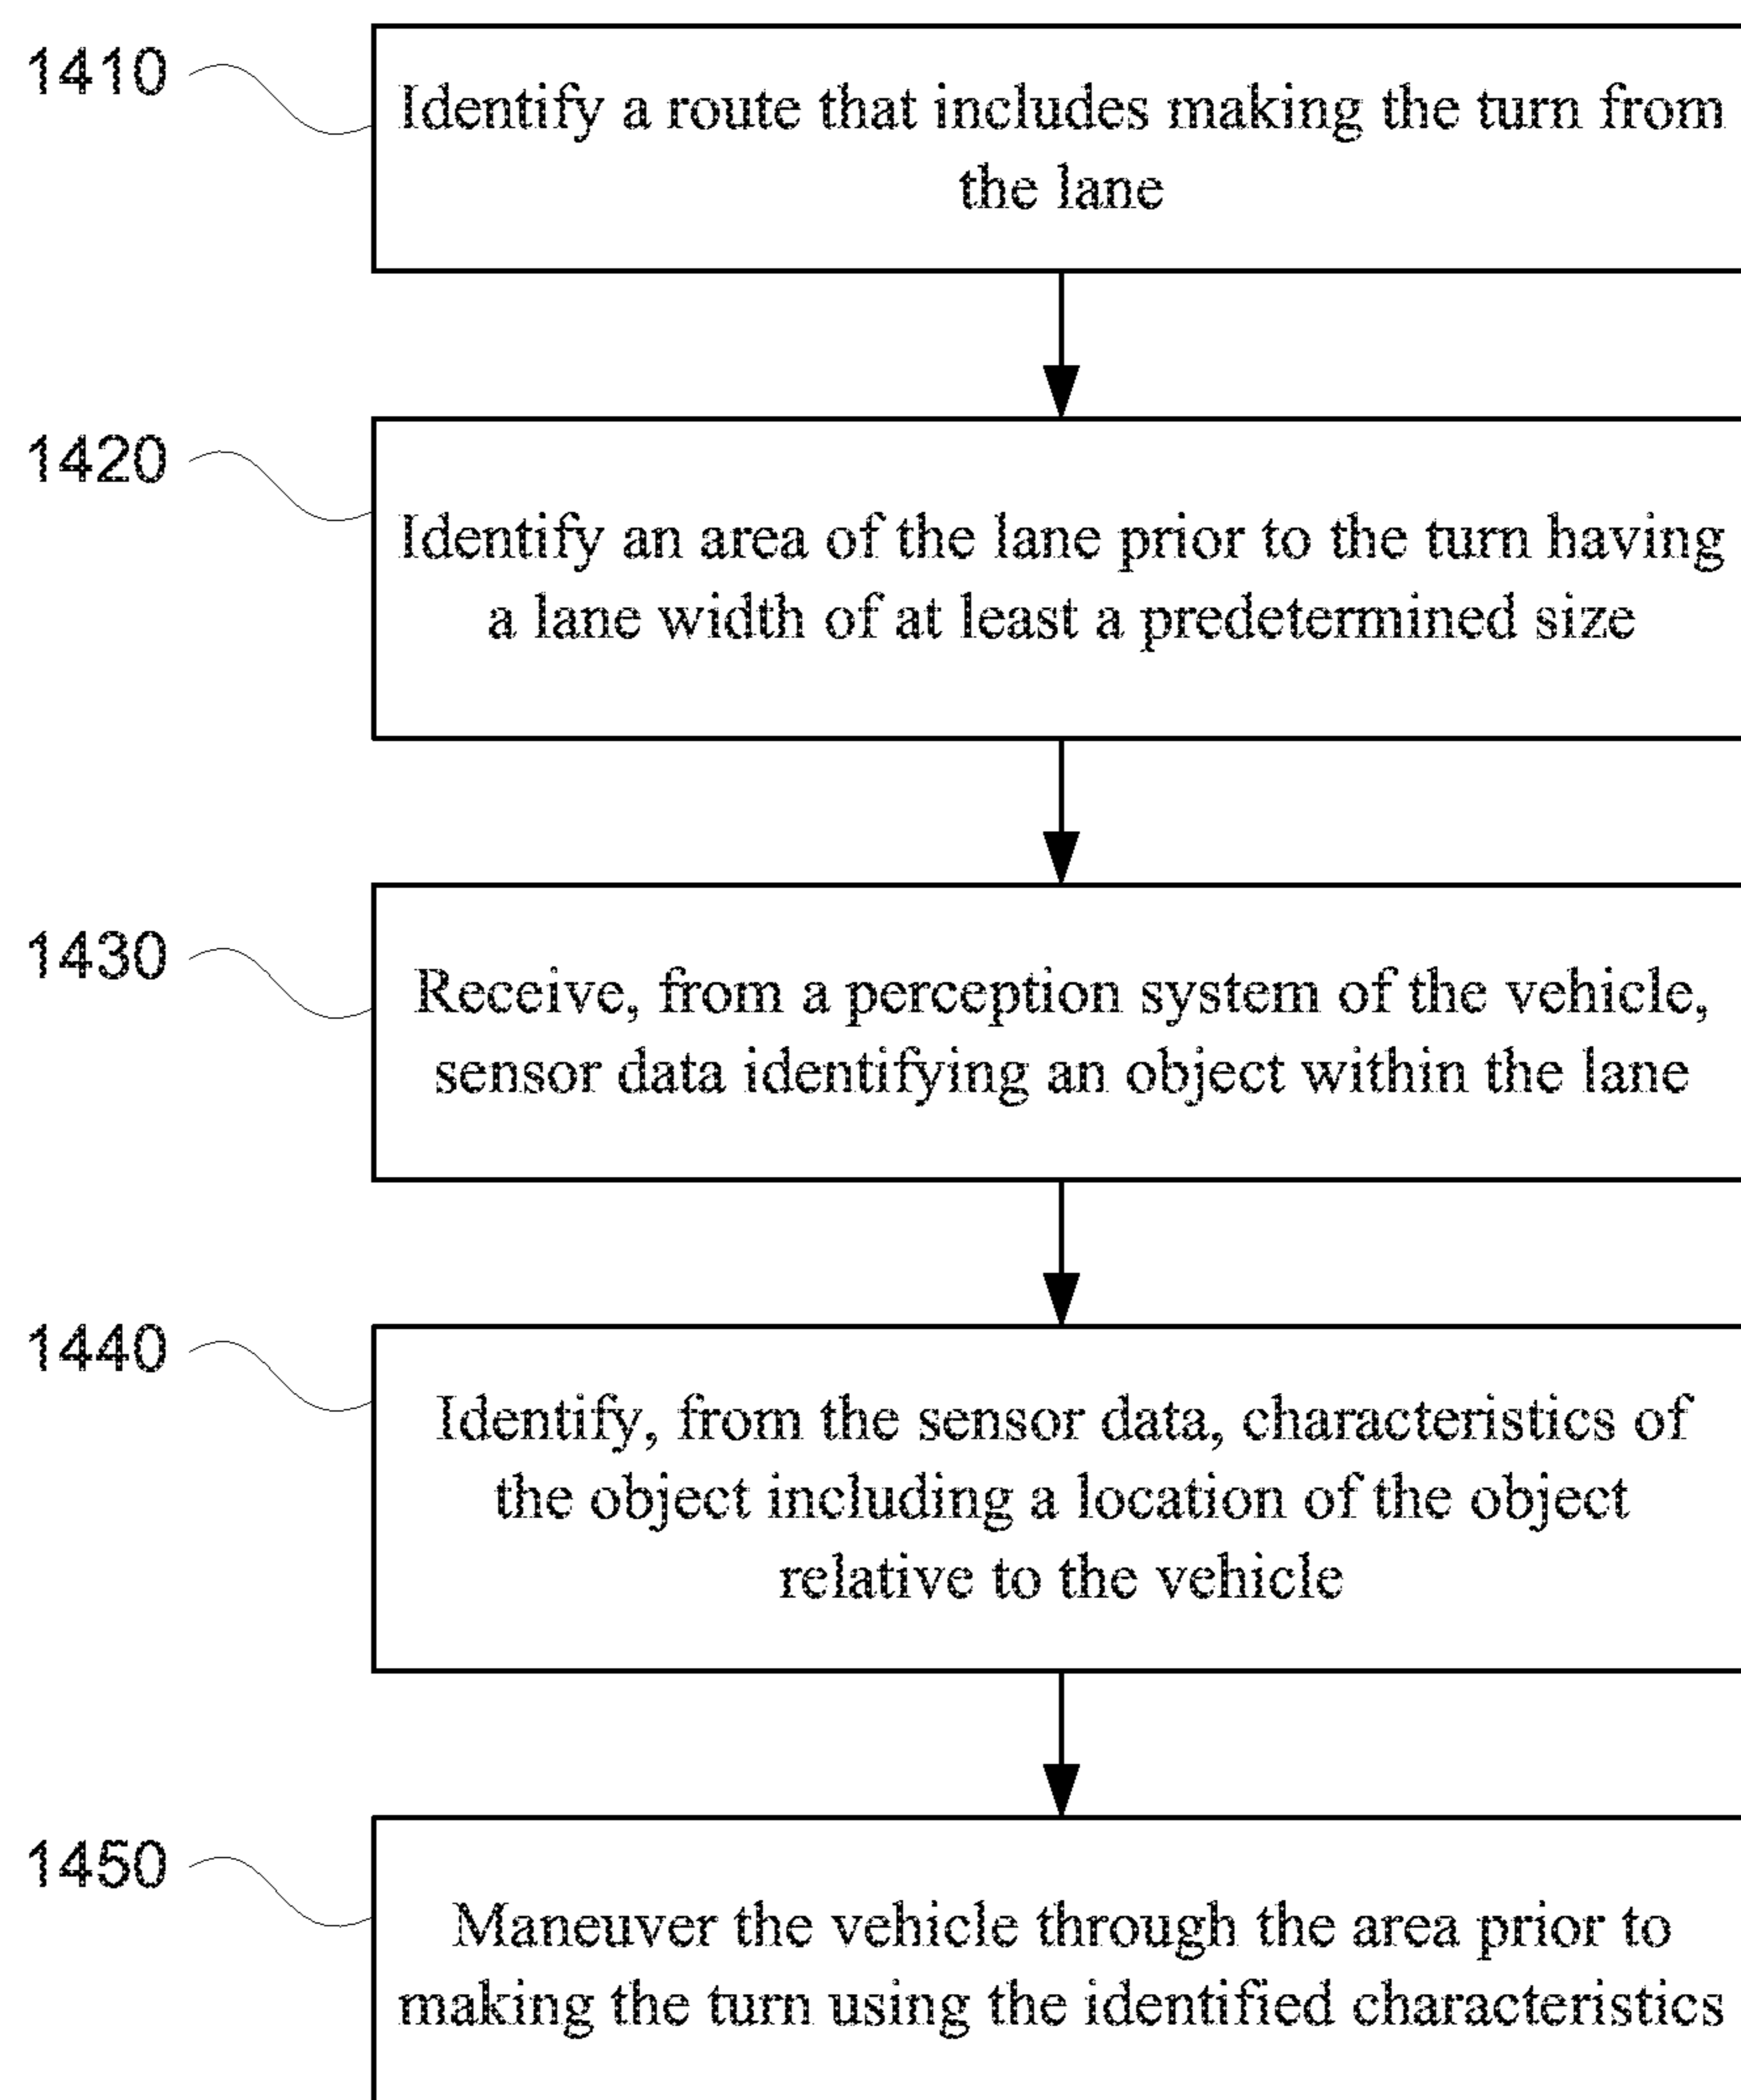 1410
Identify a route that includes making the turn from
the lane
1420
Identify an area of the lane prior to the turn having
a lane width of at least a predetermined size
1430
Receive, from a perception system of the vehicle,
sensor data identifying an object within the lane
1440
Identify, from the sensor data, characteristics of
the object including a location of the object
relative to the vehicle
1450
Maneuver the vehicle through the area prior to
making the turn using the identified characteristics